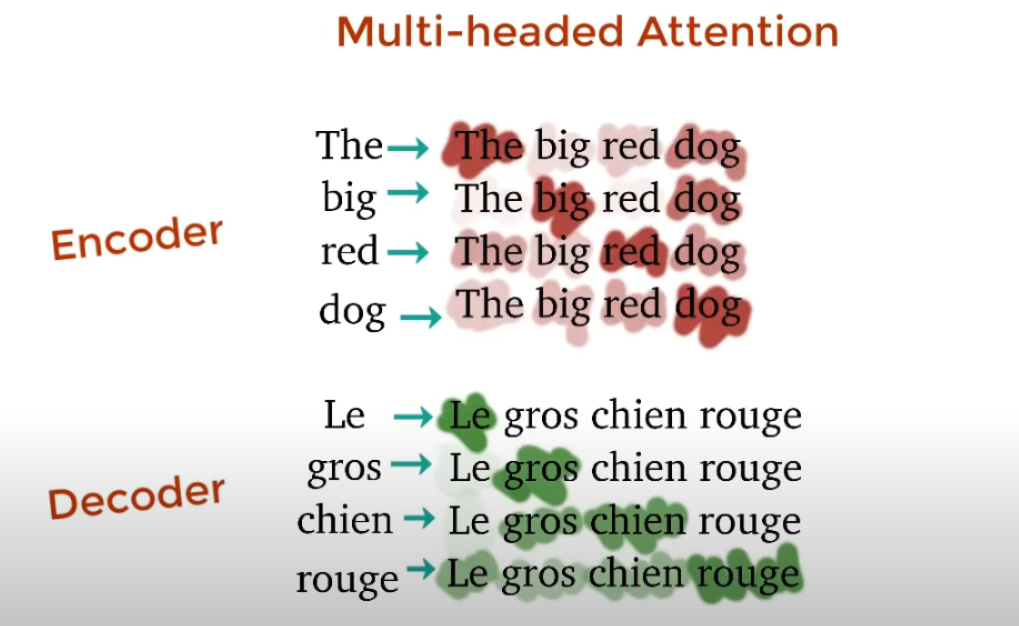 Multi-headed Attention
Encoder
The → The big red dog
big → The big red dog
red → The big red dog
dog → The big red dog
Decoder
Le → Le gros chien rouge
gros → Le gros chien rouge
chien → Le gros chien rouge
rouge → Le gros chien rouge